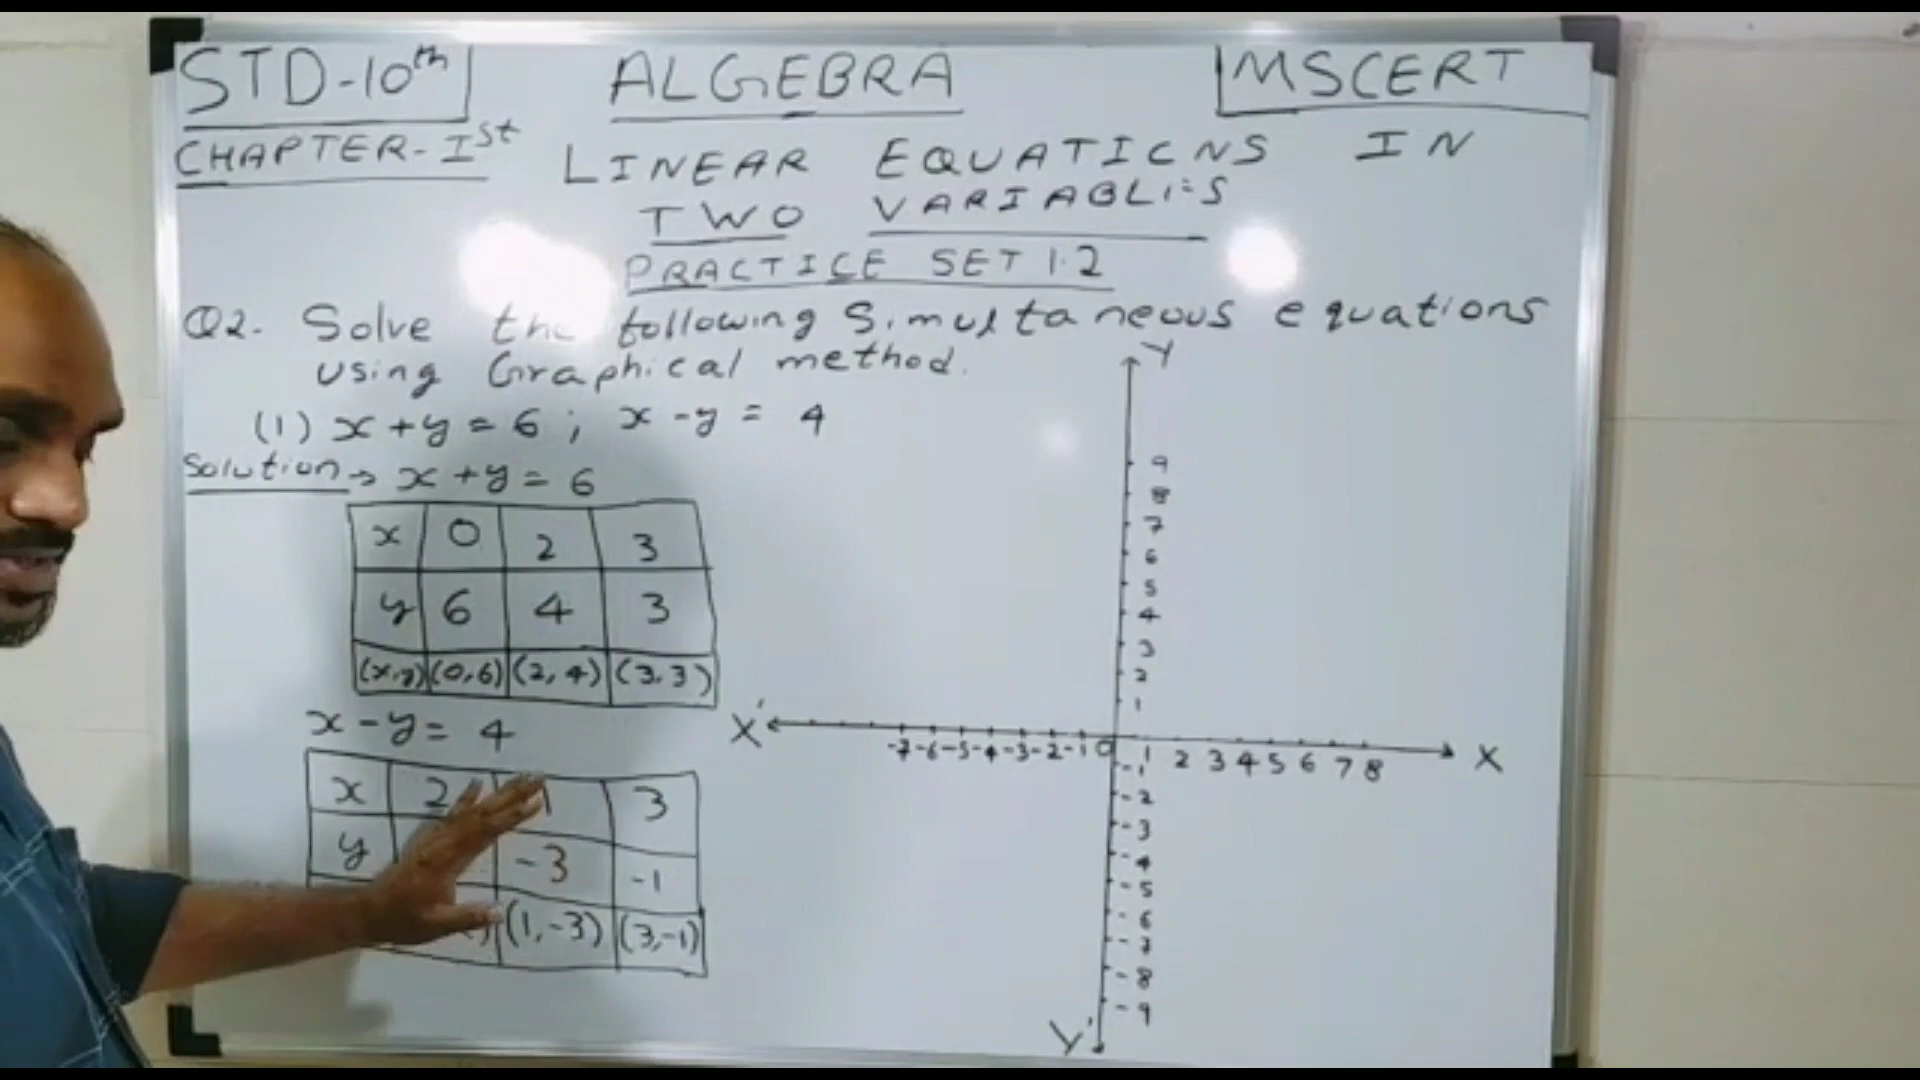 STD-10th ALGEBRA MSCERT
CHAPTER-Ist LINEAR EQUATIONS IN
TWO VARIABLES
PRACTICE SET 1.2
Q2. Solve the following Simultaneous equations
using Graphical method.
(1) x+y=6 ; x-y = 4
Solution→ x+y=6
x 0 2 3
y 6 4 3
(x,y) (0,6) (2,4) (3,3)
x-y=4
x 2 1 3
y -3 -1
(1,-3) (3,-1)
Y
9
8
7
6
5
4
3
2
1
X' -7 -6 -5 -4 -3 -2 -1 0 1 2 3 4 5 6 7 8 X
-1
-2
-3
-4
-5
-6
-7
-8
-9
Y'